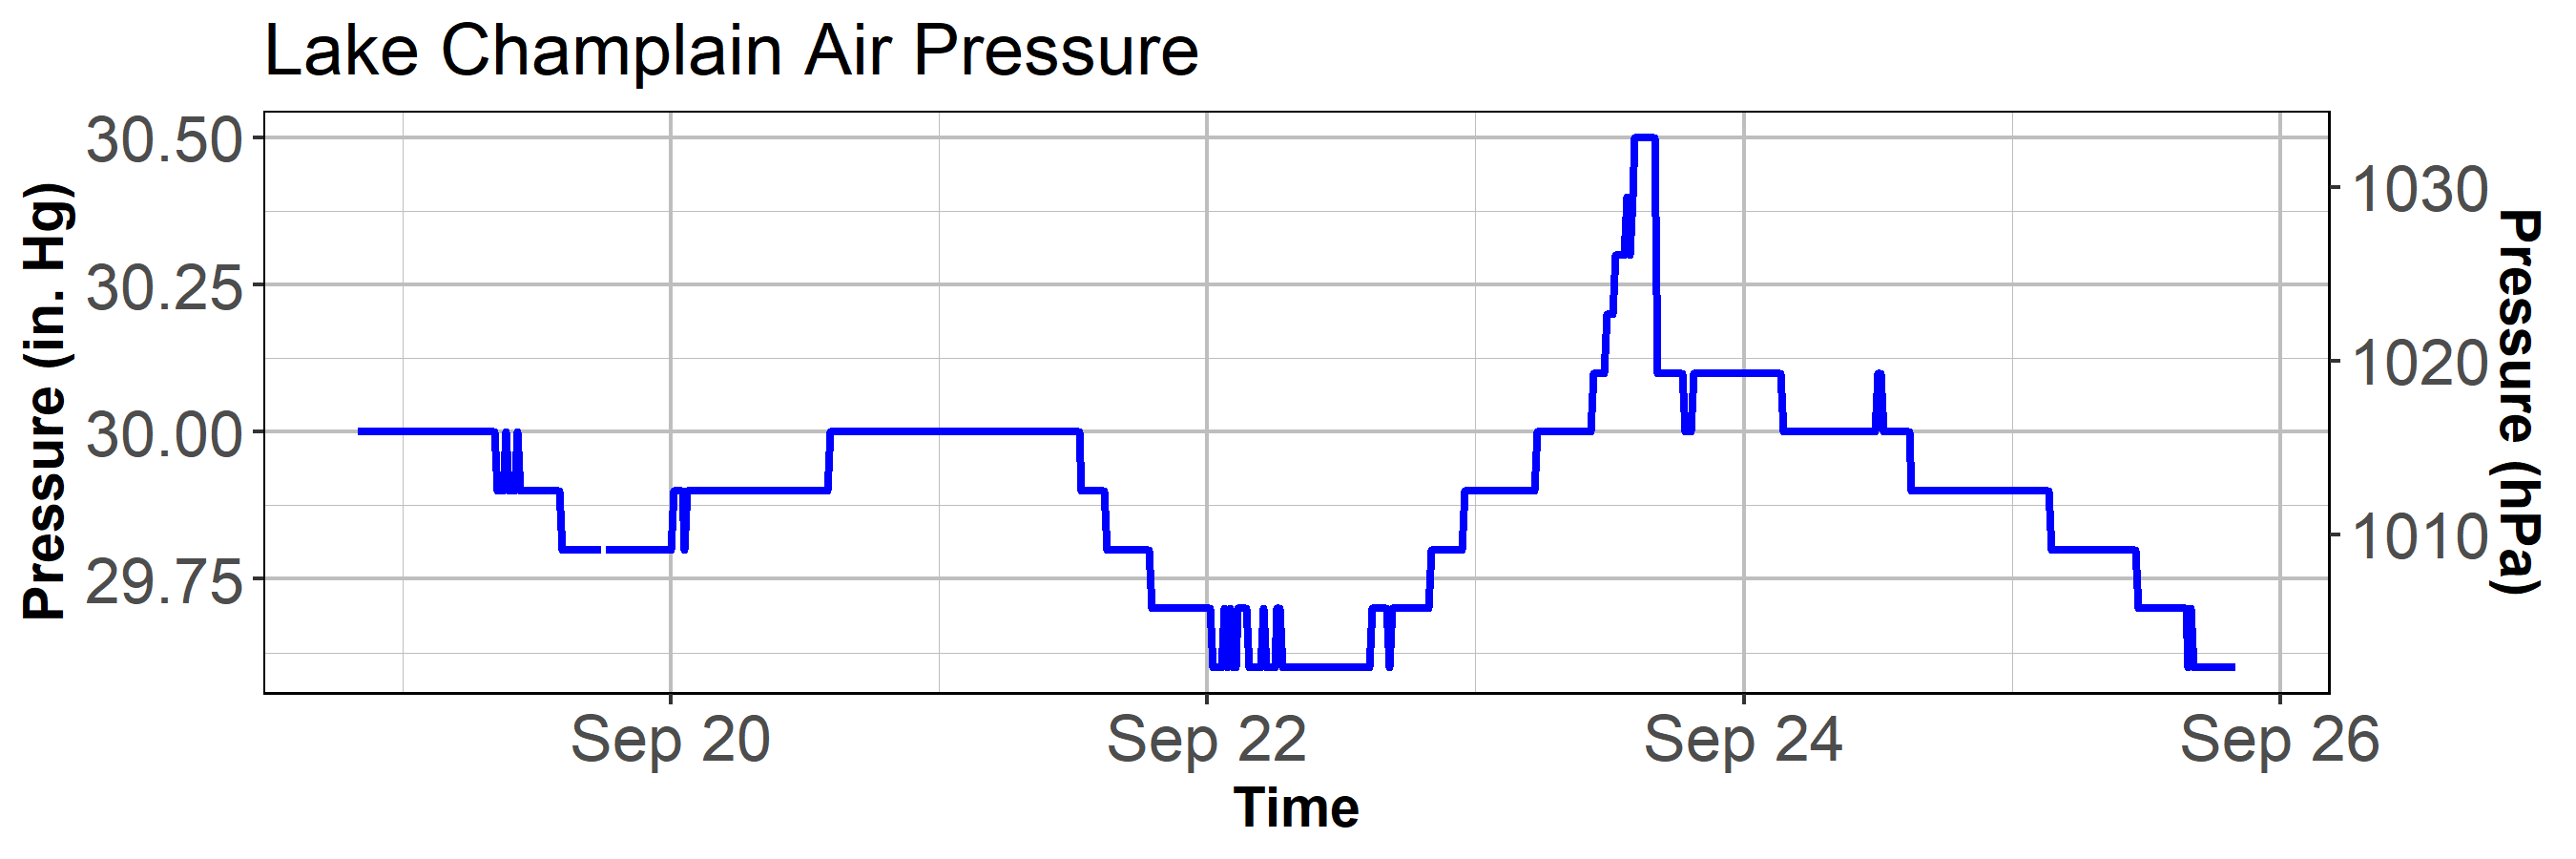 Lake Champlain Air Pressure
Pressure (in. Hg)
30.50
30.25
30.00
29.75
1030
1020
1010
Pressure (hPa)
Sep 20
Sep 22
Sep 24
Sep 26
Time